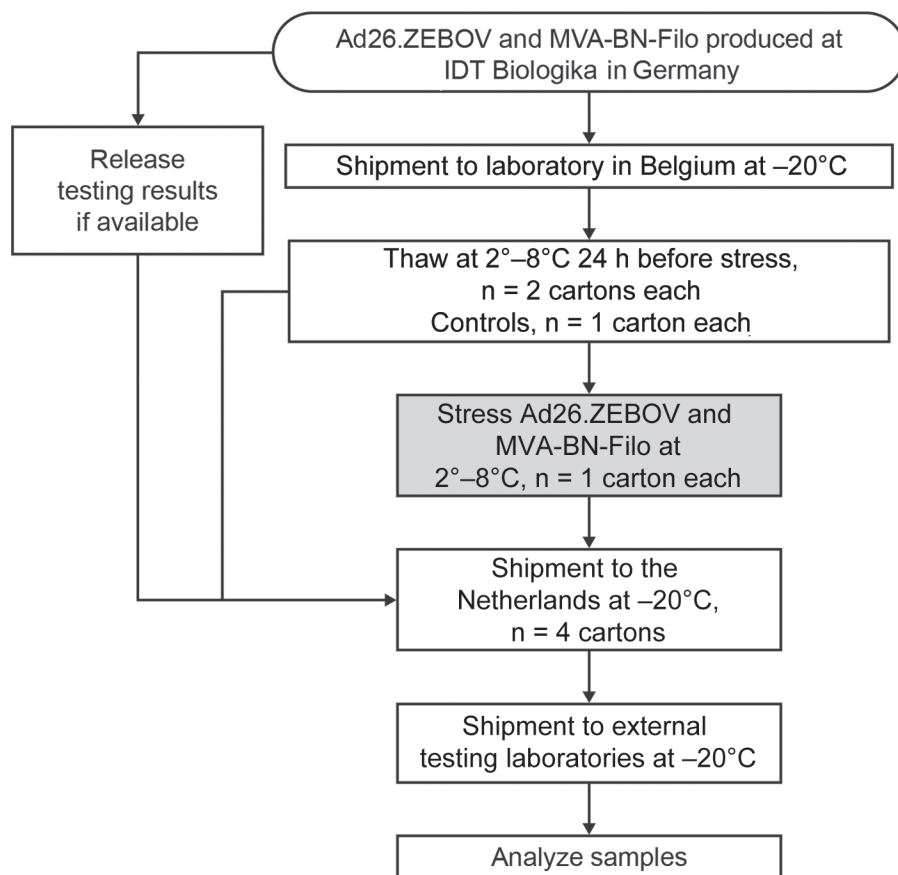 Ad26.ZEBOV and MVA-BN-Filo produced at
IDT Biologika in Germany
Release
testing results
if available
Shipment to laboratory in Belgium at –20°C
Thaw at 2°–8°C 24 h before stress,
n = 2 cartons each
Controls, n = 1 carton each
Stress Ad26.ZEBOV and
MVA-BN-Filo at
2°–8°C, n = 1 carton each
Shipment to the
Netherlands at –20°C,
n = 4 cartons
Shipment to external
testing laboratories at –20°C
Analyze samples